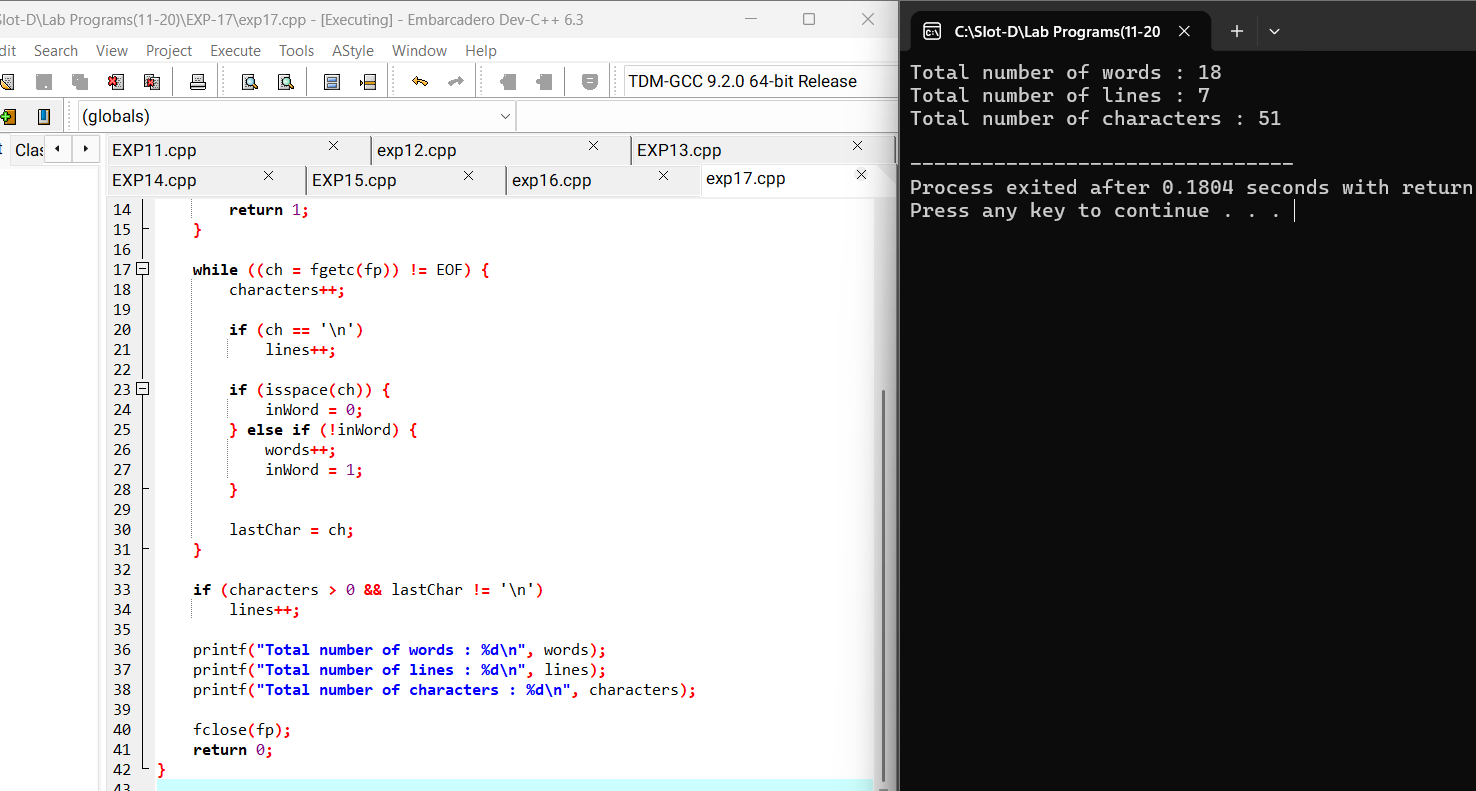 Slot-D\Lab Programs(11-20)\EXP-17\exp17.cpp - [Executing] - Embarcadero Dev-C++ 6.3
dit Search View Project Execute Tools AStyle Window Help
TDM-GCC 9.2.0 64-bit Release
(globals)
t Clas EXP11.cpp exp12.cpp EXP13.cpp
EXP14.cpp EXP15.cpp exp16.cpp exp17.cpp
14 return 1;
15 }
16
17 while ((ch = fgetc(fp)) != EOF) {
18 characters++;
19
20 if (ch == '\n')
21 lines++;
22
23 if (isspace(ch)) {
24 inWord = 0;
25 } else if (!inWord) {
26 words++;
27 inWord = 1;
28 }
29
30 lastChar = ch;
31 }
32
33 if (characters > 0 && lastChar != '\n')
34 lines++;
35
36 printf("Total number of words : %d\n", words);
37 printf("Total number of lines : %d\n", lines);
38 printf("Total number of characters : %d\n", characters);
39
40 fclose(fp);
41 return 0;
42 }
43
C:\Slot-D\Lab Programs(11-20
Total number of words : 18
Total number of lines : 7
Total number of characters : 51
--------------------------------
Process exited after 0.1804 seconds with return
Press any key to continue . . .